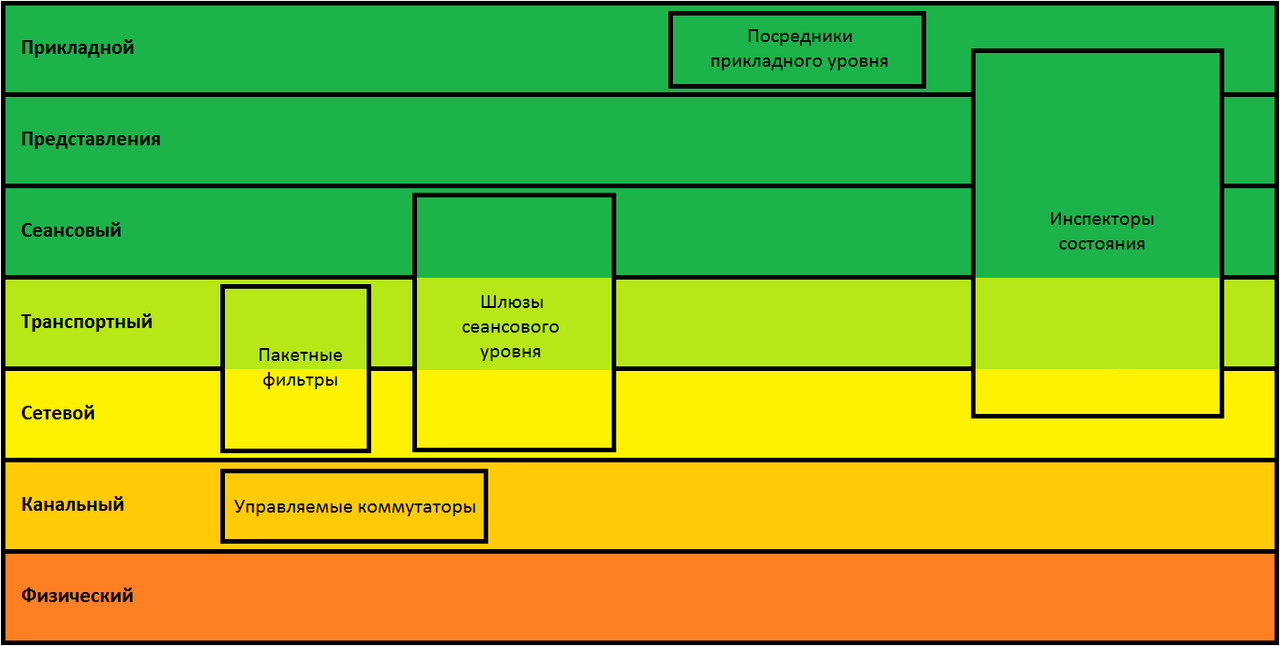 Прикладной
Посредники
прикладного уровня
Представления
Сеансовый
Инспекторы
состояния
Транспортный
Шлюзы
сеансового
уровня
Пакетные
фильтры
Сетевой
Канальный
Управляемые коммутаторы
Физический